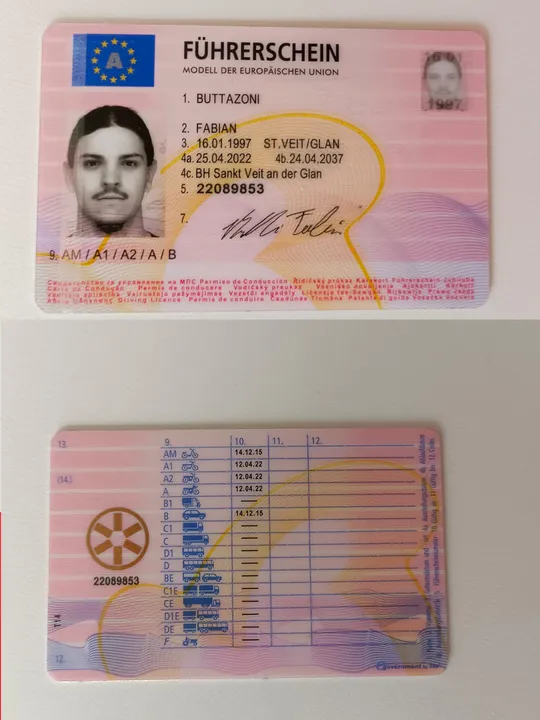 A
FÜHRERSCHEIN
MODELL DER EUROPÄISCHEN UNION
1. BUTTAZONI
2. FABIAN
3. 16.01.1997 ST.VEIT/GLAN
4a. 25.04.2022 4b. 24.04.2037
4c. BH Sankt Veit an der Glan
5. 22089853
7.
9. AM / A1 / A2 / A / B
1997
13.
(14.)
22089853
T14
12.
9. 10. 11. 12.
AM 14.12.15
A1 12.04.22
A2 12.04.22
A 12.04.22
B1 —
B 14.12.15
C1 —
C —
D1 —
D —
BE —
C1E —
CE —
D1E —
DE —
F —